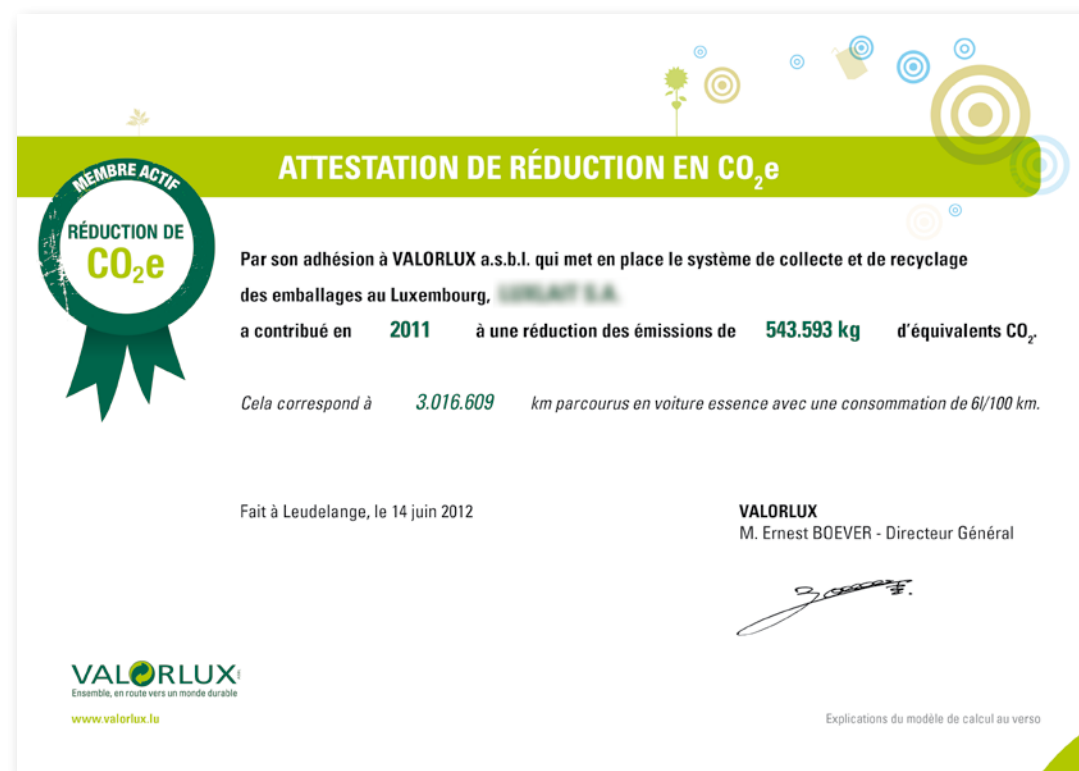 ATTESTATION DE RÉDUCTION EN CO₂e
MEMBRE ACTIF
RÉDUCTION DE
CO₂e
Par son adhésion à VALORLUX a.s.b.l. qui met en place le système de collecte et de recyclage
des emballages au Luxembourg,
a contribué en 2011 à une réduction des émissions de 543.593 kg d'équivalents CO₂.
Cela correspond à 3.016.609 km parcourus en voiture essence avec une consommation de 6l/100 km.
Fait à Leudelange, le 14 juin 2012
VALORLUX
M. Ernest BOEVER - Directeur Général
VALORLUX
Ensemble, en route vers un monde durable
www.valorlux.lu
Explications du modèle de calcul au verso